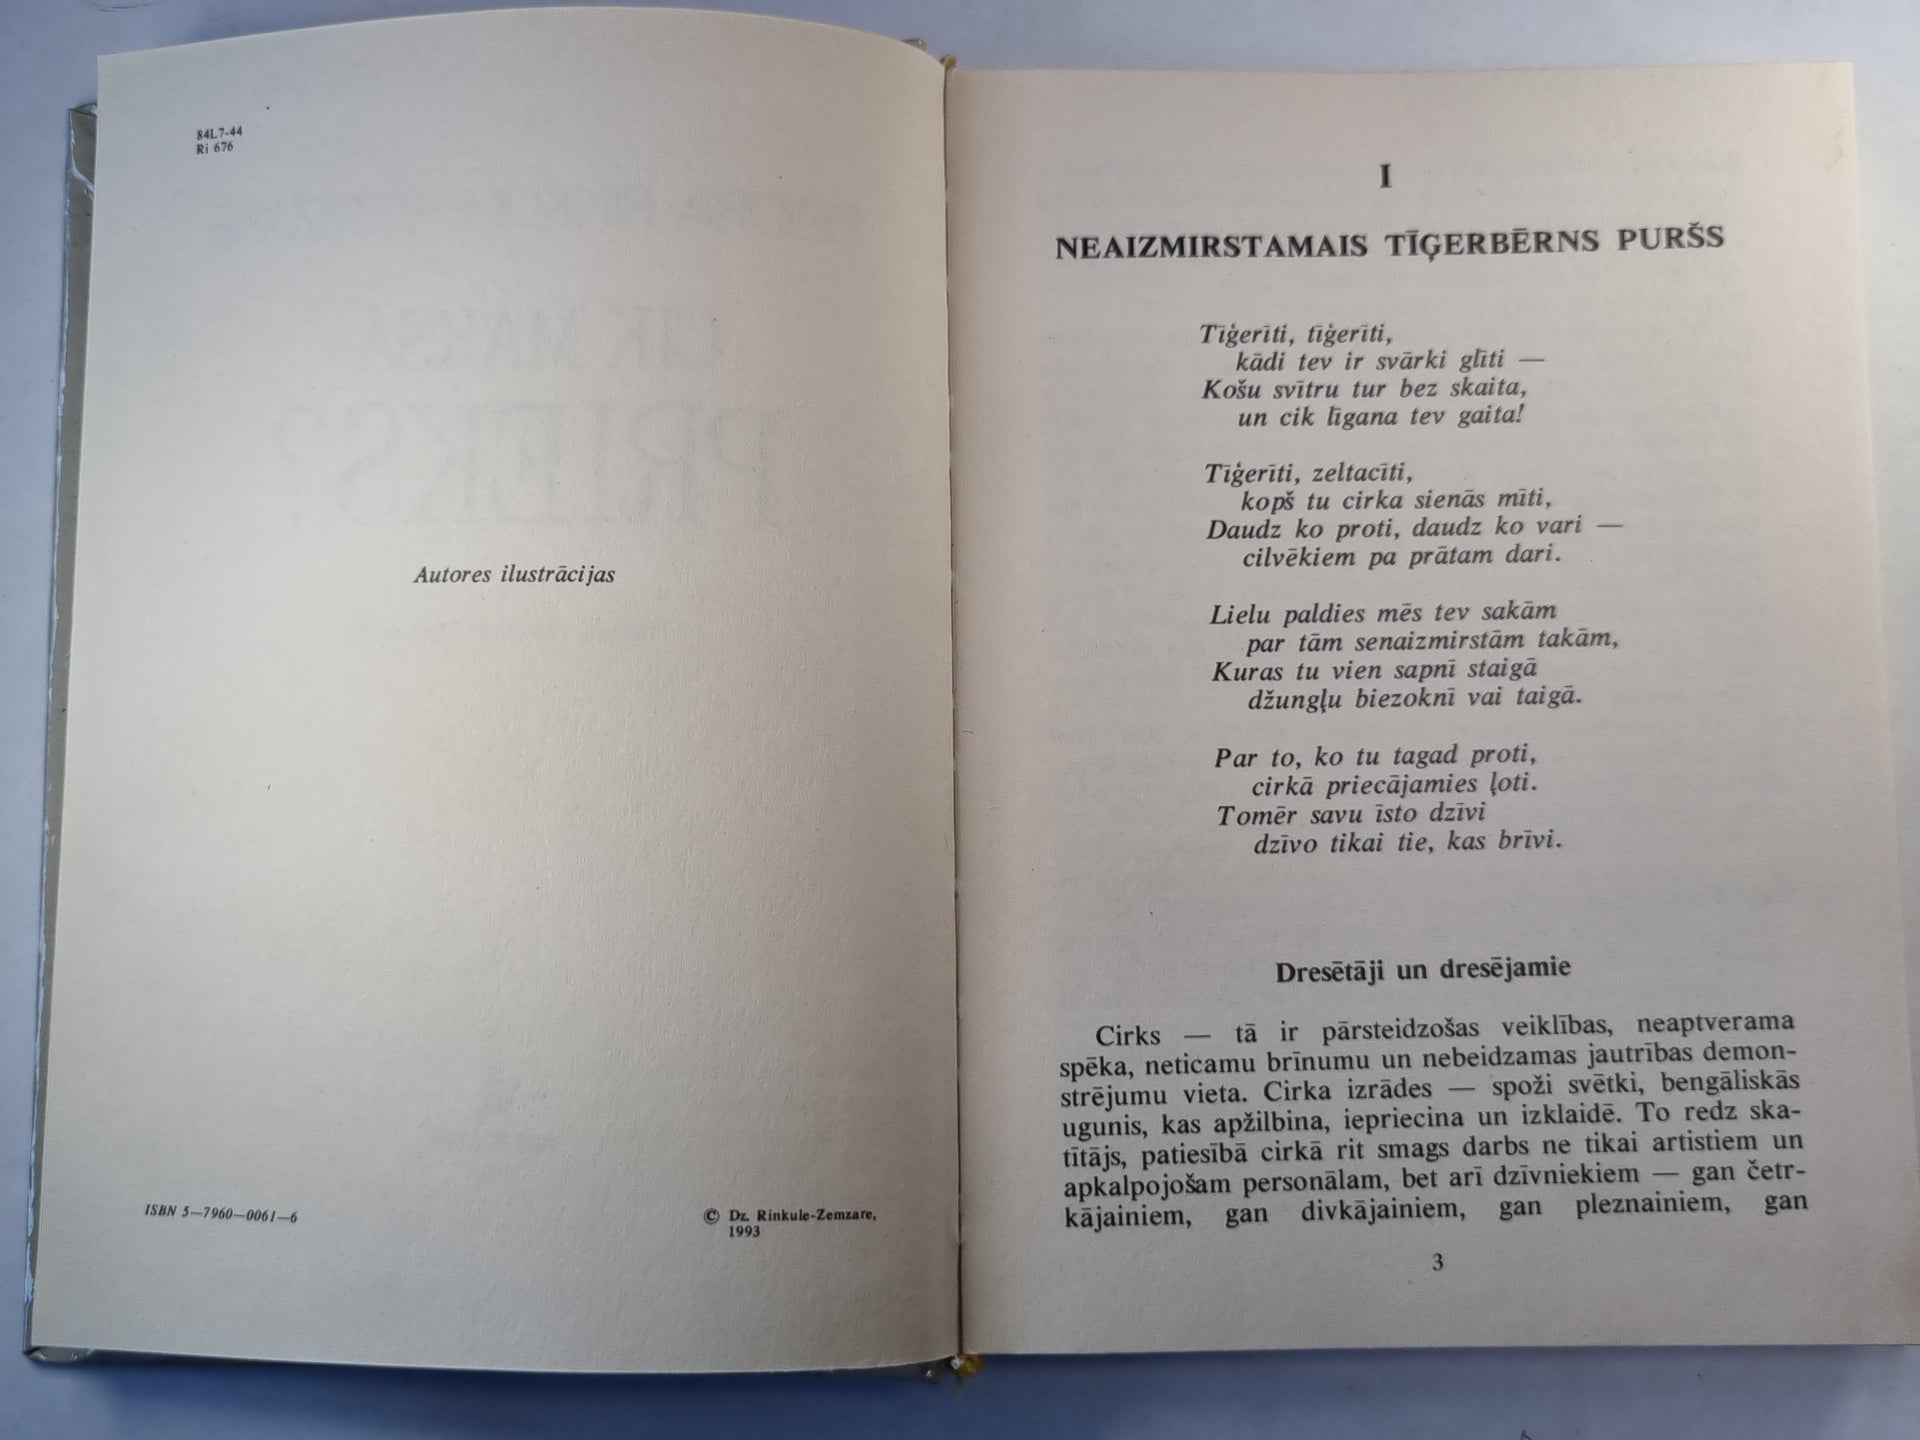 84L7-44
Ri 676
Autores ilustrācijas
ISBN 5—7960—0061—6
© Dz. Rinkule-Zemzare,
1993
I
NEAIZMIRSTAMAIS TĪĢERBĒRNS PURŠS
Tīģerīti, tīģerīti,
kādi tev ir svārki glīti —
Košu svītru tur bez skaita,
un cik līgana tev gaita!
Tīģerīti, zeltacīti,
kopš tu cirka sienās mīti,
Daudz ko proti, daudz ko vari —
cilvēkiem pa prātam dari.
Lielu paldies mēs tev sakām
par tām senaizmirstām takām,
Kuras tu vien sapnī staigā
džungļu biezoknī vai taigā.
Par to, ko tu tagad proti,
cirkā priecājamies ļoti.
Tomēr savu īsto dzīvi
dzīvo tikai tie, kas brīvi.
Dresētāji un dresējamie
Cirks — tā ir pārsteidzošas veiklības, neaptverama
spēka, neticamu brīnumu un nebeidzamas jautrības demon-
strējumu vieta. Cirka izrādes — spoži svētki, bengāliskās
ugunis, kas apžilbina, iepriecina un izklaidē. To redz ska-
tītājs, patiesībā cirkā rit smags darbs ne tikai artistiem un
apkalpojošam personālam, bet arī dzīvniekiem — gan četr-
kājainiem, gan divkājainiem, gan pleznainiem, gan
3